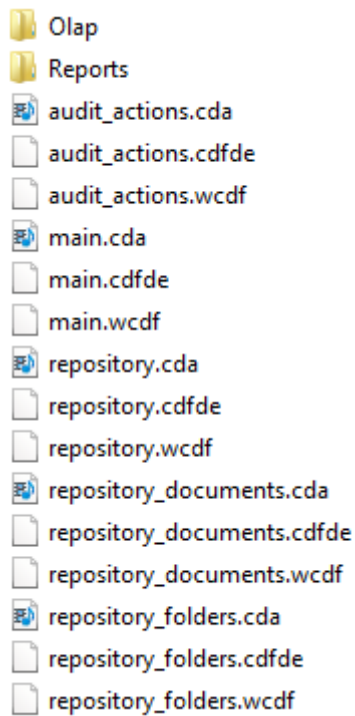 Olap
Reports
audit_actions.cda
audit_actions.cdfde
audit_actions.wcdf
main.cda
main.cdfde
main.wcdf
repository.cda
repository.cdfde
repository.wcdf
repository_documents.cda
repository_documents.cdfde
repository_documents.wcdf
repository_folders.cda
repository_folders.cdfde
repository_folders.wcdf